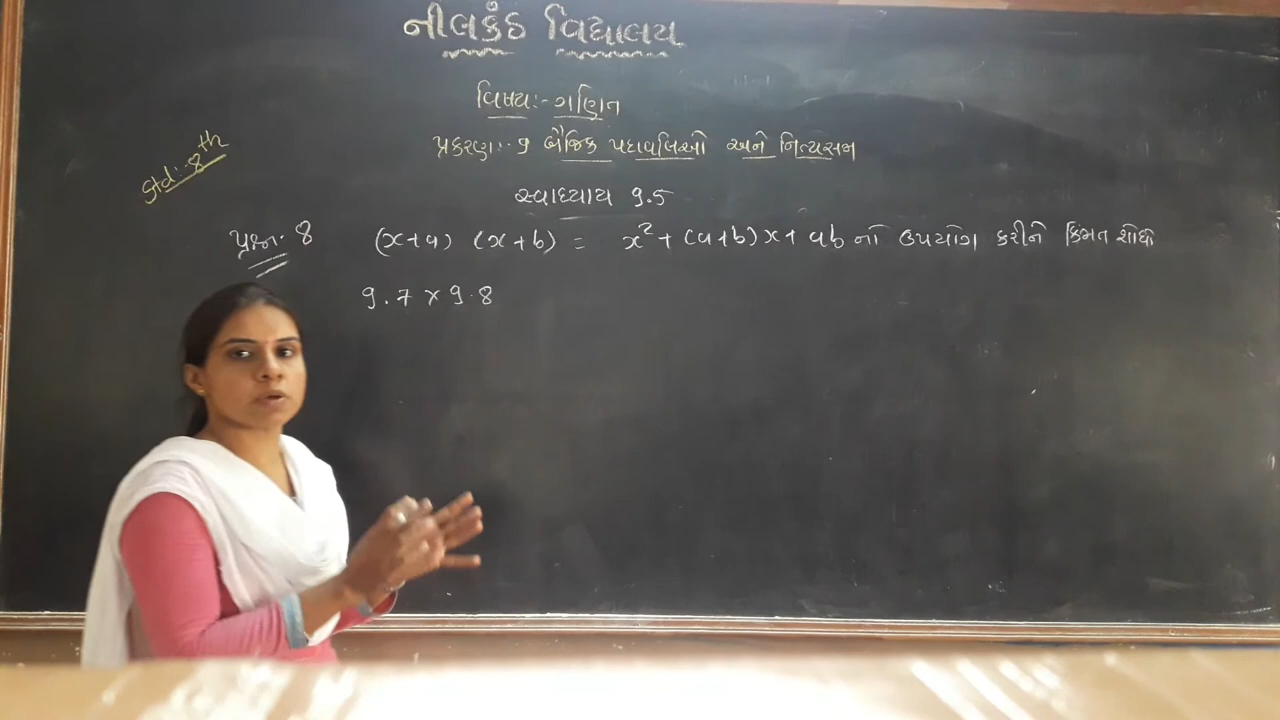 નીલકંઠ વિદ્યાલય
વિષય:- ગણિત
Std:- 8th
પ્રકરણ:- 9 બૈજિક પદાવલિઓ અને નિત્યસમ
સ્વાધ્યાય 9.5
પ્રશ્ન- 8 (x+a) (x+b) = x² + (a+b)x + ab નો ઉપયોગ કરીને કિંમત શોધો
9.7 × 9.8